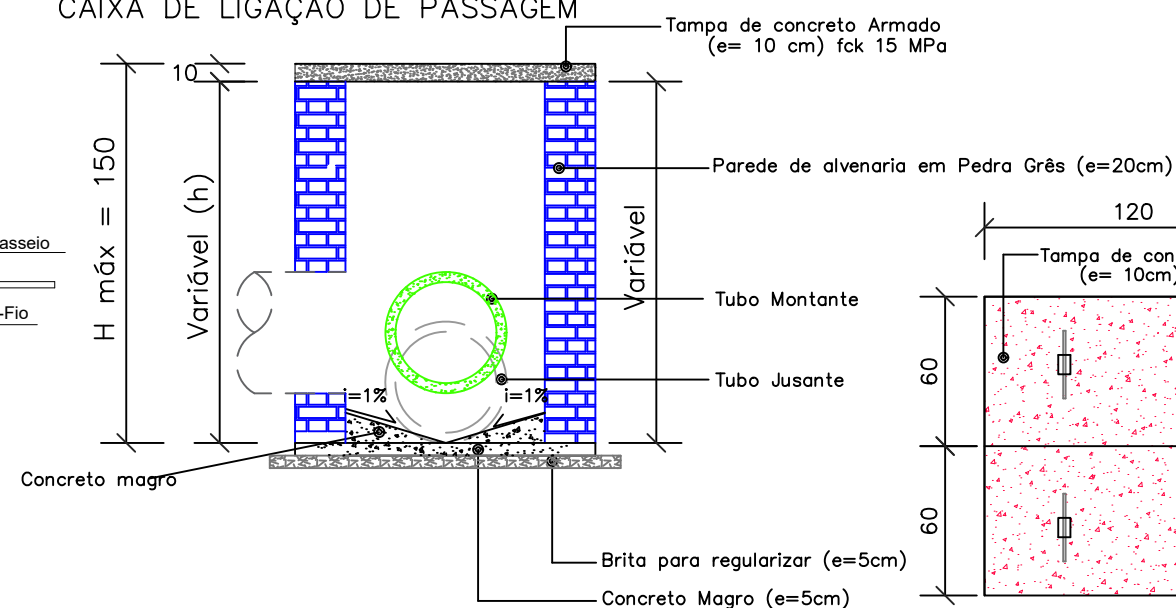 CAIXA DE LIGAÇÃO DE PASSAGEM
Tampa de concreto Armado
(e= 10 cm) fck 15 MPa
10
H máx = 150
Variável (h)
Variável
Parede de alvenaria em Pedra Grês (e=20cm)
asseio
-Fio
Tubo Montante
Tubo Jusante
i=1%
i=1%
Concreto magro
Brita para regularizar (e=5cm)
Concreto Magro (e=5cm)
120
Tampa de con
(e= 10cm)
60
60